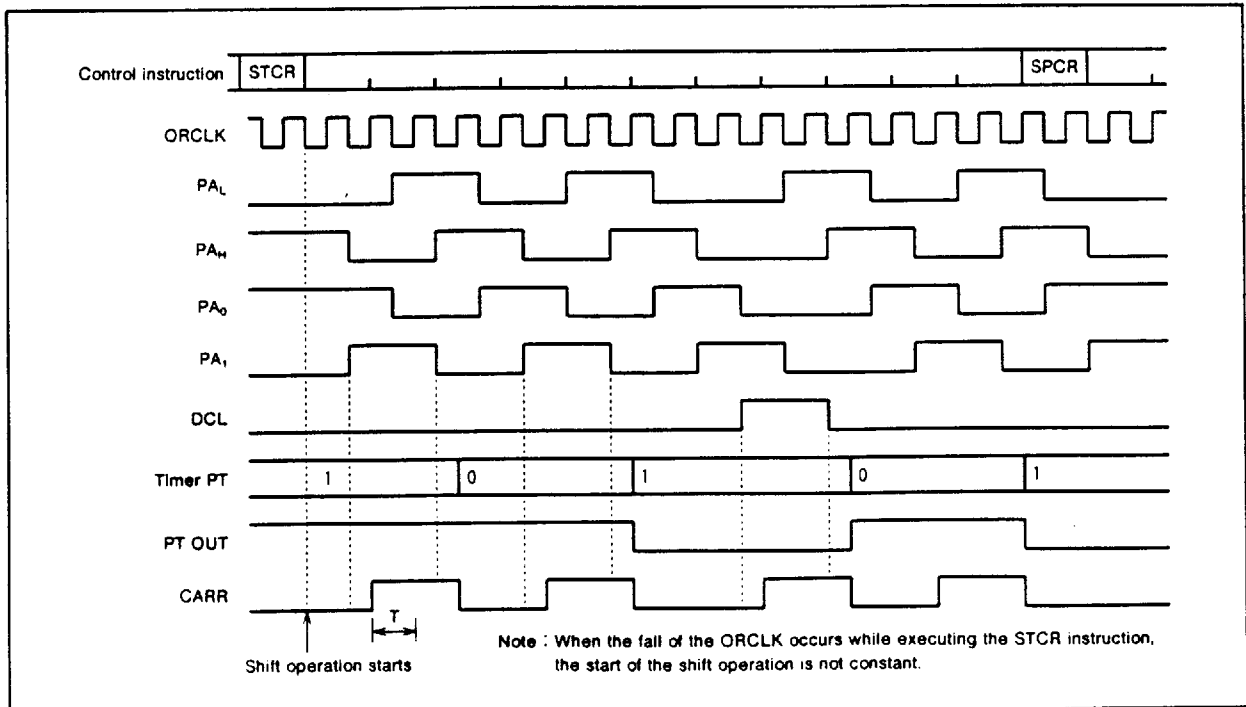 Control instruction STCR SPCR
ORCLK
PAL
PAH
PA0
PA1
DCL
Timer PT 1 0 1 0 1
PT OUT
CARR
T
Shift operation starts
Note : When the fall of the ORCLK occurs while executing the STCR instruction,
the start of the shift operation is not constant.